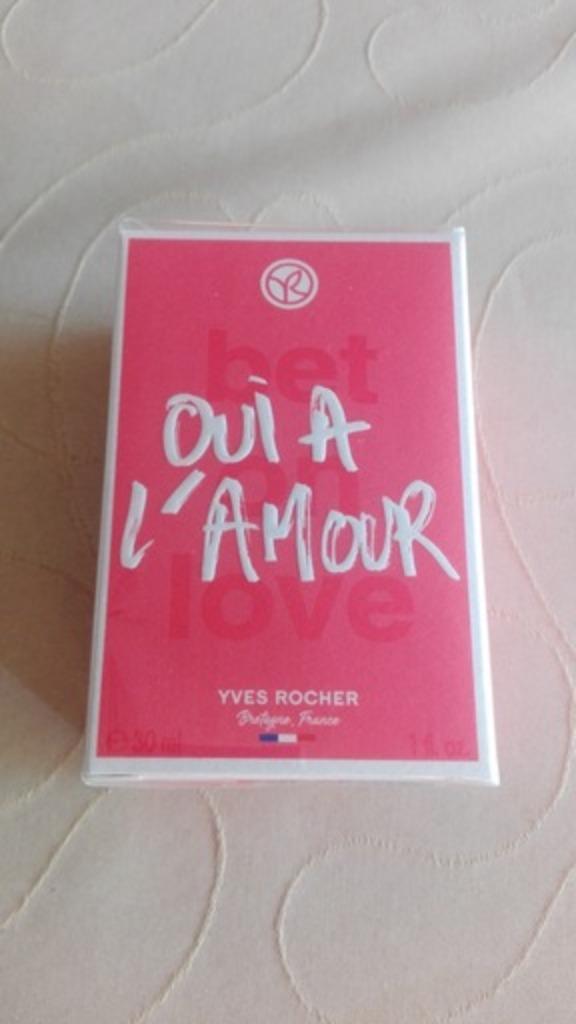 bet
OUi A
on
L'AMOUR
love
YVES ROCHER
Bretagne, France
℮ 30 ml 1 fl. oz.